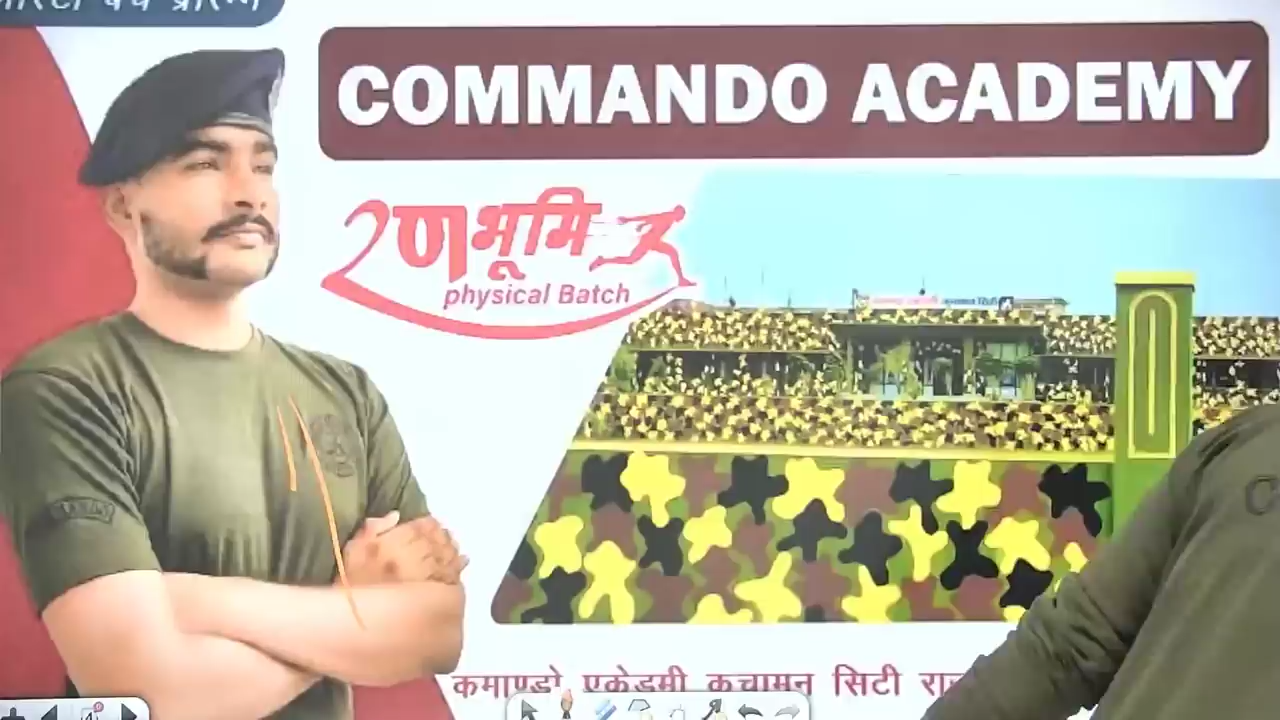 COMMANDO ACADEMY
रणभूमि
physical Batch
कमाण्डो एकेडमी कुचामन सिटी